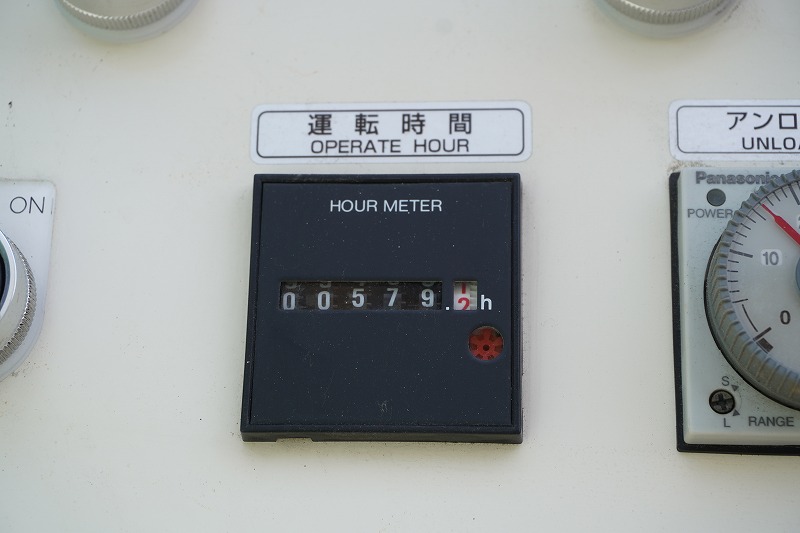 運転時間
OPERATE HOUR
HOUR METER
00579.2h
ON
アンロ
UNLOA
Panasonic
POWER
10
0
S
L
RANGE